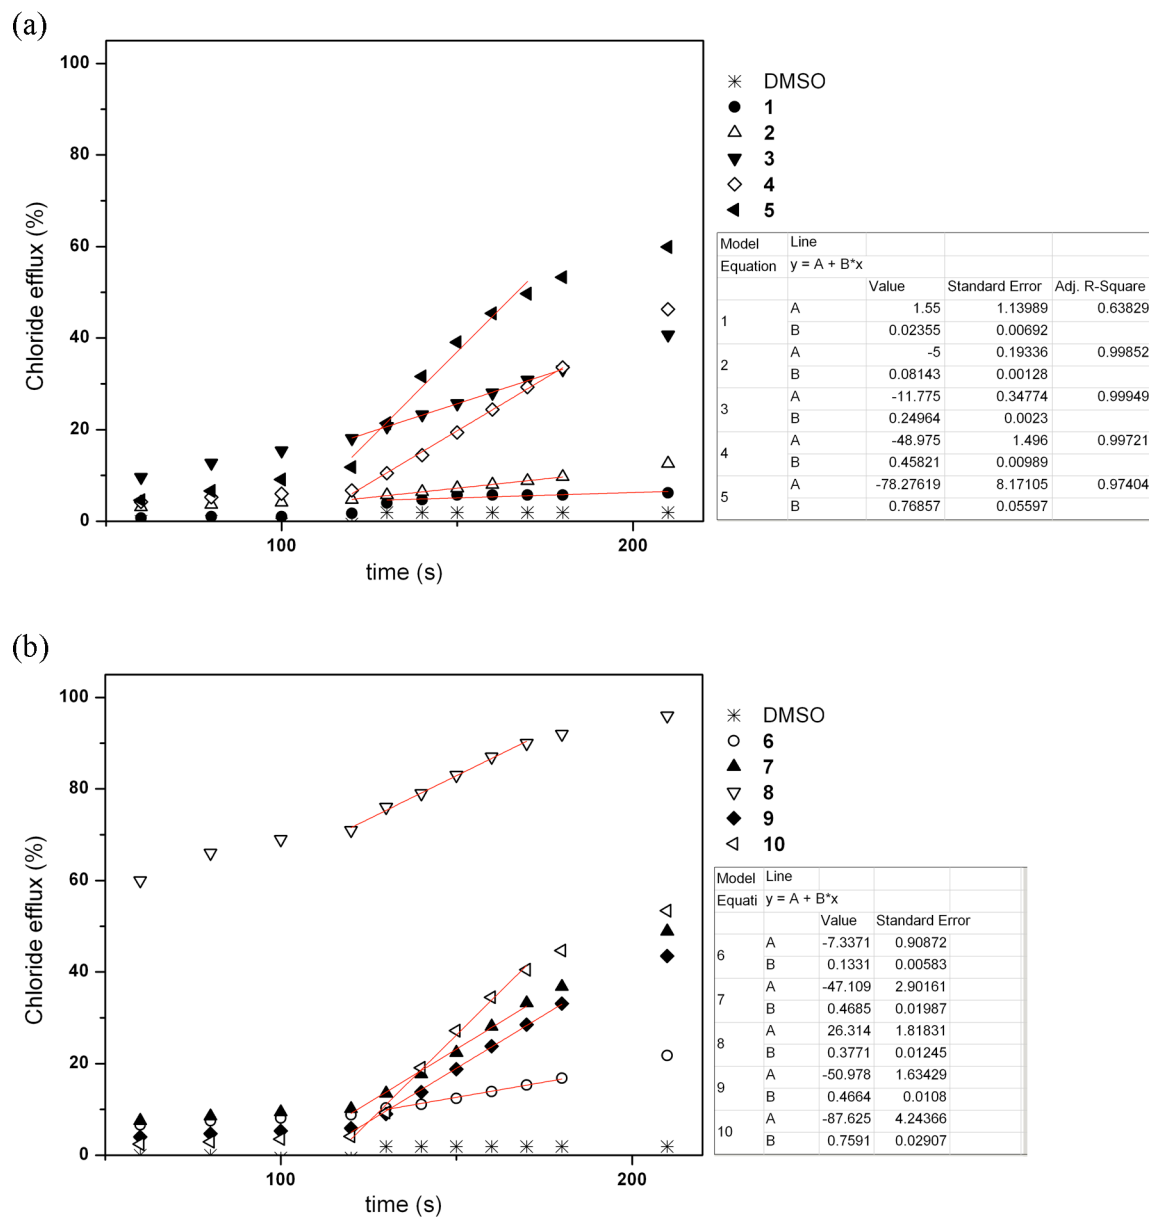 (a)
100
80
60
40
20
0
Chloride efflux (%)
100
200
time (s)
DMSO
1
2
3
4
5
Model Line
Equation y = A + B*x
Value Standard Error Adj. R-Square
1 A 1.55 1.13989 0.63829
B 0.02355 0.00692
2 A -5 0.19336 0.99852
B 0.08143 0.00128
3 A -11.775 0.34774 0.99949
B 0.24964 0.0023
4 A -48.975 1.496 0.99721
B 0.45821 0.00989
5 A -78.27619 8.17105 0.97404
B 0.76857 0.05597
(b)
100
80
60
40
20
0
Chloride efflux (%)
100
200
time (s)
DMSO
6
7
8
9
10
Model Line
Equati y = A + B*x
Value Standard Error
6 A -7.3371 0.90872
B 0.1331 0.00583
7 A -47.109 2.90161
B 0.4685 0.01987
8 A 26.314 1.81831
B 0.3771 0.01245
9 A -50.978 1.63429
B 0.4664 0.0108
10 A -87.625 4.24366
B 0.7591 0.02907